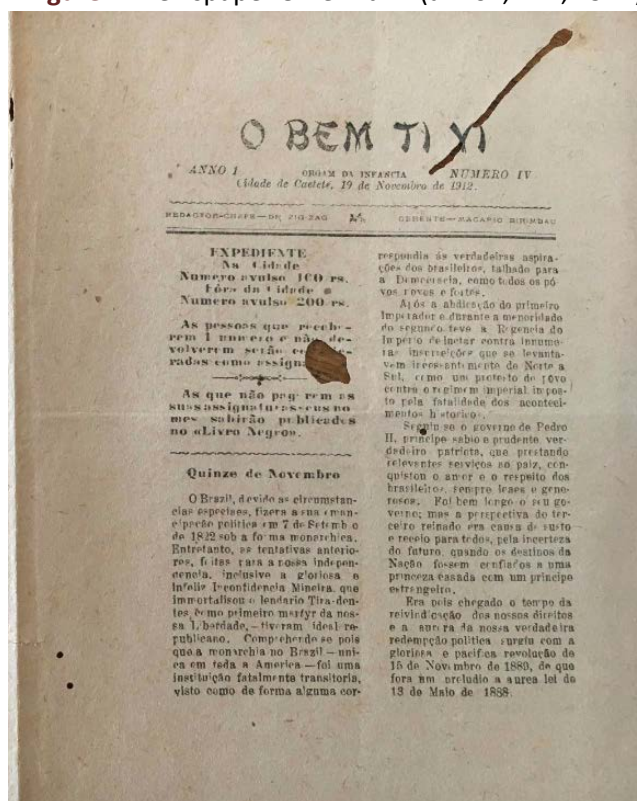 O BEM TI VI
ANNO 1 ORGAM DA INFANCIA NUMERO IV
Cidade de Caeteté, 19 de Novembro de 1912.
REDACTOR-CHEFE—DR. ZIG-ZAG GERENTE—MACARIO BIRIMBAU
EXPEDIENTE
Na Cidade
Numero avulso 100 rs.
Fóra da Cidade
Numero avulso 200 rs.
As pessoas que recebe-
rem 1 numero e não de-
volverem serão
radas como
As que não pagarem as
suas assignaturas seus no
mes sahirão publicados
no «Livro Negro».
Quinze de Novembro
O Brazil, devido as circumstan-
cias especiaes, fizera a sua eman-
cipação politica em 7 de Setembro
de 1822 sob a forma monarchica.
Entretanto, as tentativas anterio-
res, feitas para a nossa indepen-
dencia, inclusive a gloriosa e
infeliz Inconfidencia Mineira, que
immortalisou o lendario Tira-den-
tes, como primeiro martyr da nos-
sa Liberdade,—tiveram ideal re-
publicano. Comprehende se pois
que a monarchia no Brazil—uni-
ca em toda a America—foi uma
instituição fatalmente transitoria,
visto como de forma alguma cor-
respondia ás verdadeiras aspira-
ções dos brasileiros, talhado para
a Democracia, como todos os po-
vos novos e fortes.
Após a abdicação do primeiro
Imperador e durante a menoridade
do segundo, teve a Regencia do
Imperio de luctar contra innume-
ras insurreições que se levanta-
vam incessantemente do Norte a
Sul, como um protesto do povo
contra o regimem imperial impos-
to pela fatalidade dos aconteci-
mentos historicos.
Seguiu se o governo de Pedro
II, principe sabio e prudente, ver-
dadeiro patriota, que prestando
relevantes serviços ao paiz, con-
quistou o amor e o respeito dos
brasileiros, sempre leaes e gene-
rosos. Foi bem longo o seu go-
verno; mas a perspectiva do ter-
ceiro reinado era causa de susto
e receio para todos, pela incerteza
do futuro, quando os destinos da
Nação fossem confiados a uma
princeza casada com um principe
estrangeiro.
Era pois chegado o tempo da
reivindicação dos nossos direitos
e a aurora da nossa verdadeira
redempção politica surgiu com a
gloriosa e pacifica revolução de
15 de Novembro de 1889, de que
fora um preludio a aurea lei de
13 de Maio de 1888.